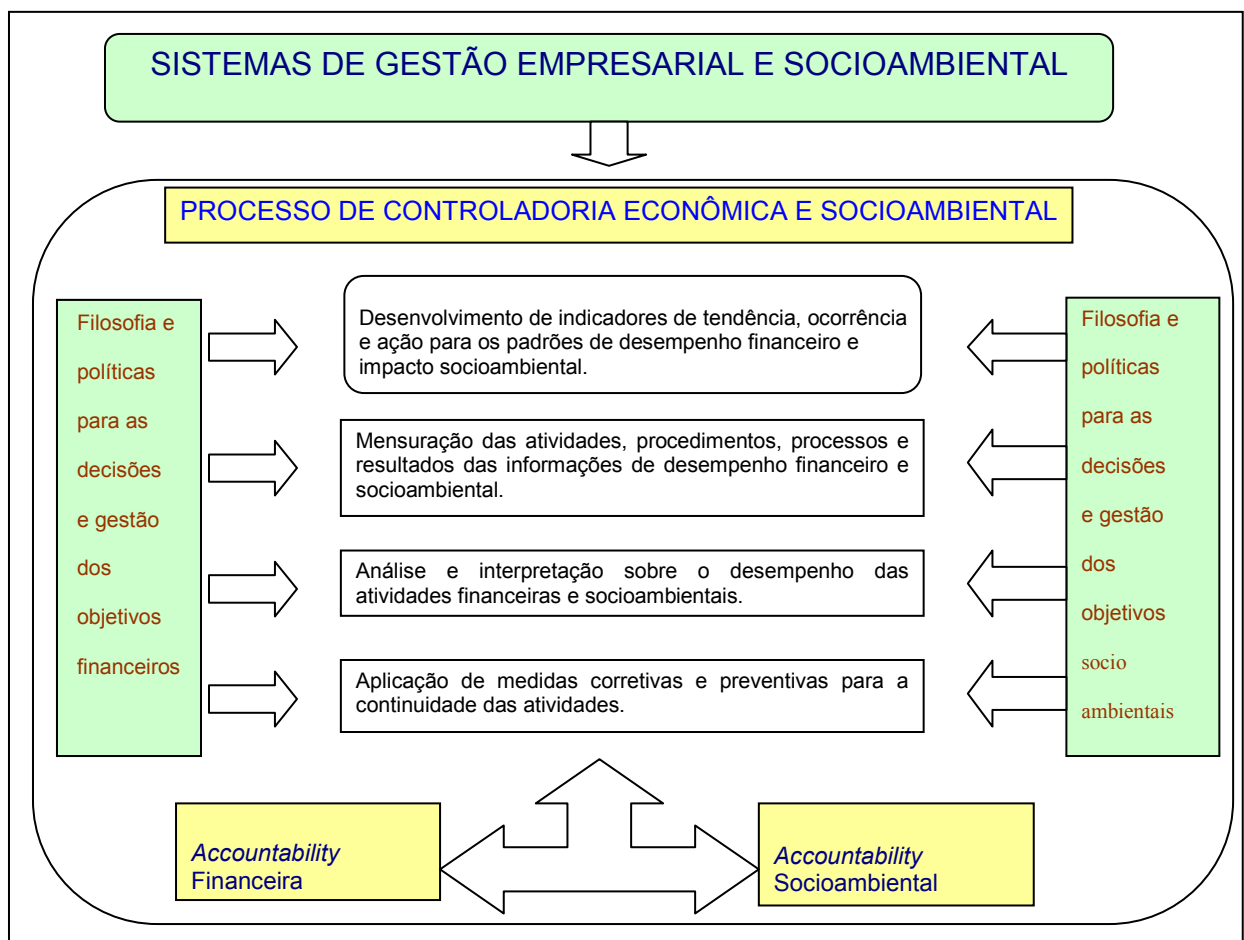 SISTEMAS DE GESTÃO EMPRESARIAL E SOCIOAMBIENTAL
PROCESSO DE CONTROLADORIA ECONÔMICA E SOCIOAMBIENTAL
Filosofia e
políticas
para as
decisões
e gestão
dos
objetivos
financeiros
Desenvolvimento de indicadores de tendência, ocorrência
e ação para os padrões de desempenho financeiro e
impacto socioambiental.
Mensuração das atividades, procedimentos, processos e
resultados das informações de desempenho financeiro e
socioambiental.
Análise e interpretação sobre o desempenho das
atividades financeiras e socioambientais.
Aplicação de medidas corretivas e preventivas para a
continuidade das atividades.
Filosofia e
políticas
para as
decisões
e gestão
dos
objetivos
socio
ambientais
Accountability
Financeira
Accountability
Socioambiental